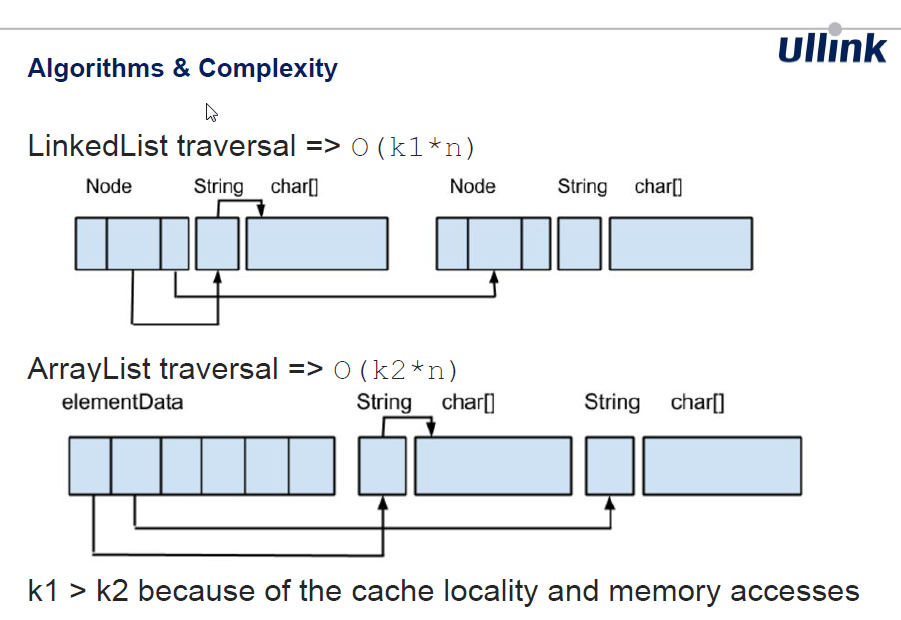 ullink
Algorithms & Complexity
LinkedList traversal => O(k1*n)
Node String char[] Node String char[]
ArrayList traversal => O(k2*n)
elementData String char[] String char[]
k1 > k2 because of the cache locality and memory accesses